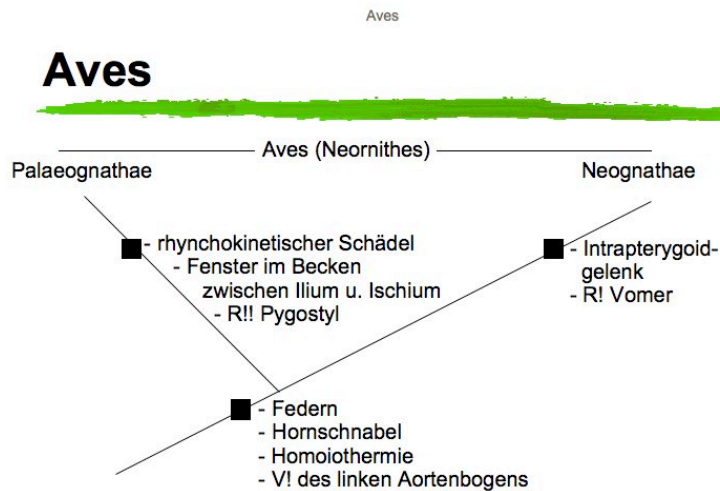 Aves
Aves
Aves (Neornithes)
Palaeognathae
Neognathae
- rhynchokinetischer Schädel
- Fenster im Becken
zwischen Ilium u. Ischium
- R!! Pygostyl
- Intrapterygoid-
gelenk
- R! Vomer
- Federn
- Hornschnabel
- Homoiothermie
- V! des linken Aortenbogens